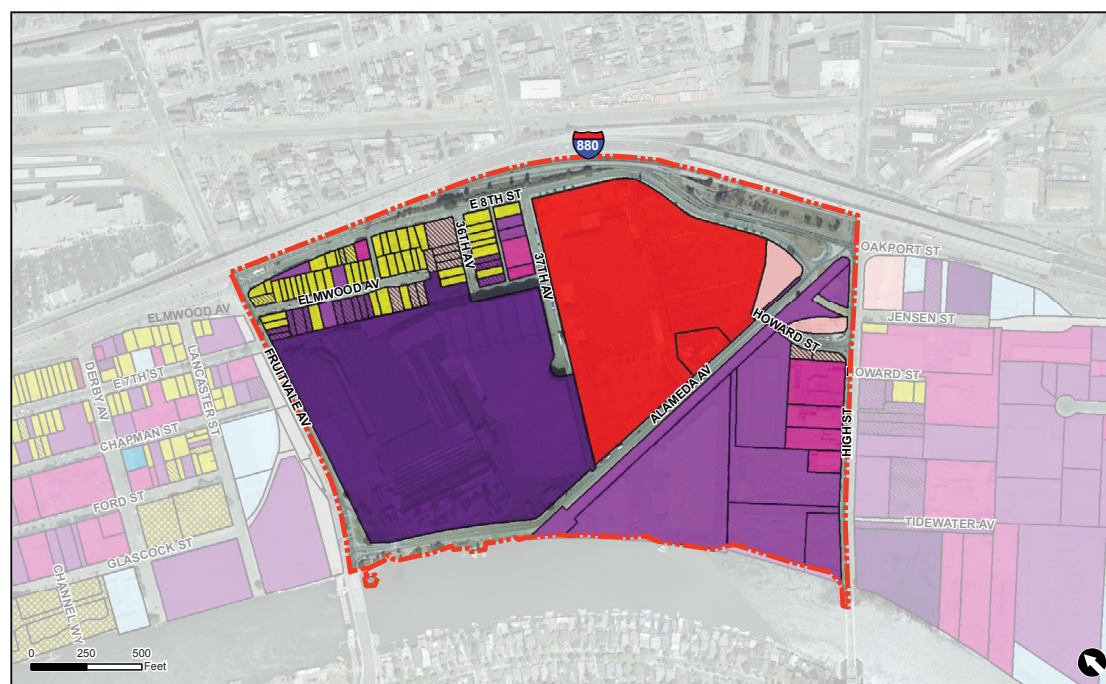 880
E 8TH ST
36TH AV
37TH AV
OAKPORT ST
ELMWOOD AV
ELMWOOD AV
HOWARD ST
JENSEN ST
LANCASTER ST
FRUITVALE AV
DERBY AV
E 7TH ST
OWARD ST
ALAMEDA AV
HIGH ST
CHAPMAN ST
FORD ST
TIDEWATER AV
GLASCOCK ST
CHANNEL WY
0 250 500
Feet